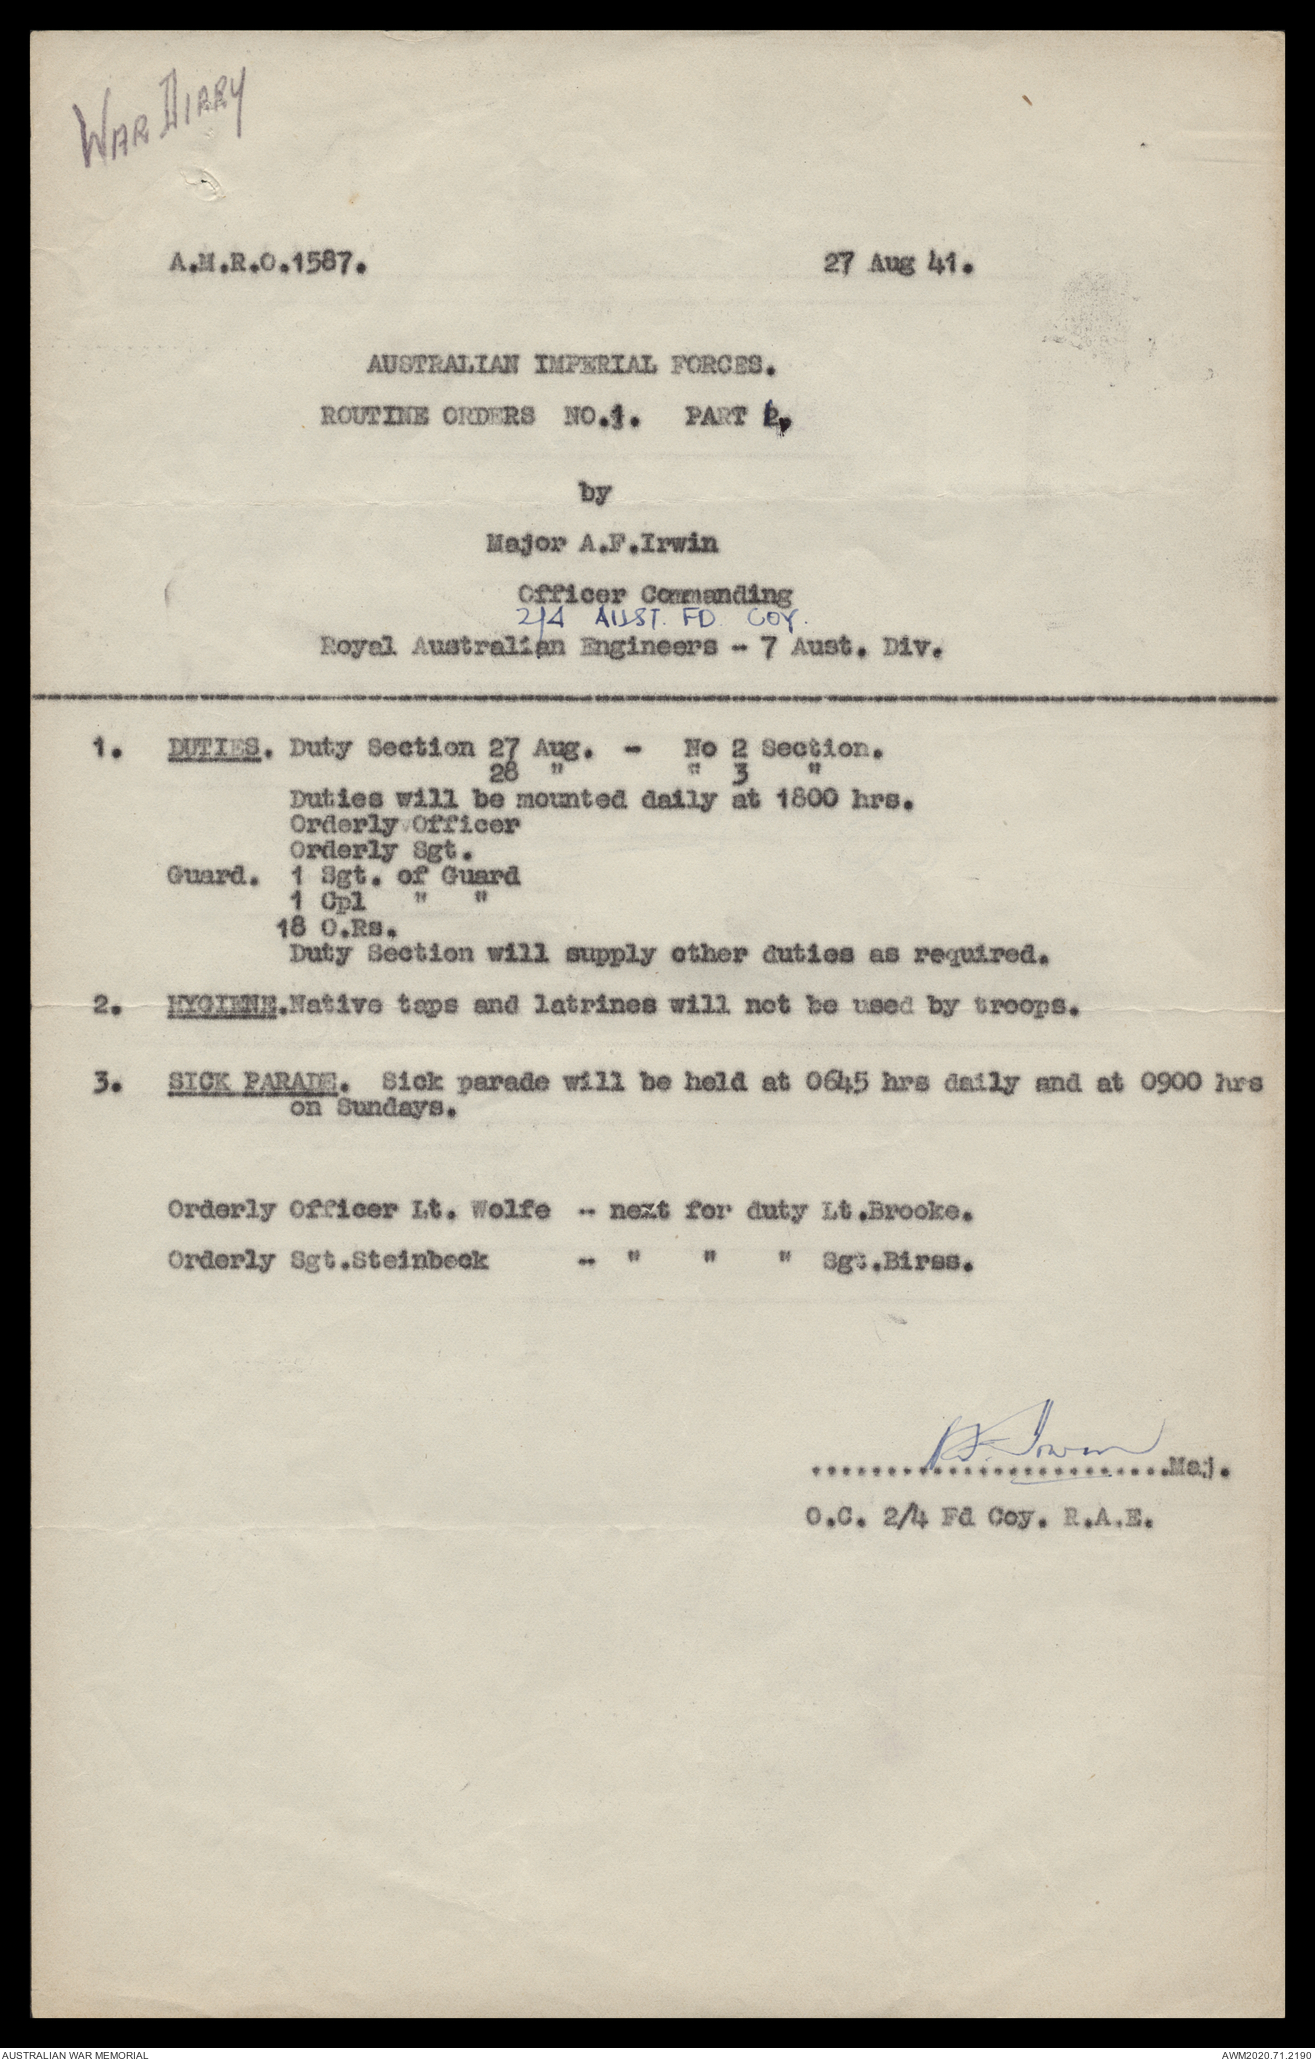 WAR DIARY
A.M.R.O.1587. 27 Aug 41.
AUSTRALIAN IMPERIAL FORCES.
ROUTINE ORDERS NO.1. PART
by
Major A.F.Irwin
Officer Commanding
2/4 AUST. FD. COY.
Royal Australian Engineers - 7 Aust. Div.
1. DUTIES. Duty Section 27 Aug. - No 2 Section.
28 " " 3 "
Duties will be mounted daily at 1800 hrs.
Orderly Officer
Orderly Sgt.
Guard. 1 Sgt. of Guard
1 Cpl " "
18 O.Rs.
Duty Section will supply other duties as required.
2. HYGIENE. Native taps and latrines will not be used by troops.
3. SICK PARADE. Sick parade will be held at 0645 hrs daily and at 0900 hrs
on Sundays.
Orderly Officer Lt. Wolfe - next for duty Lt.Brooke.
Orderly Sgt.Steinbeck - " " " Sgt.Birss.
A.F. Irwin
........................Maj.
O.C. 2/4 Fd Coy. R.A.E.
AUSTRALIAN WAR MEMORIAL AWM2020.71.2190